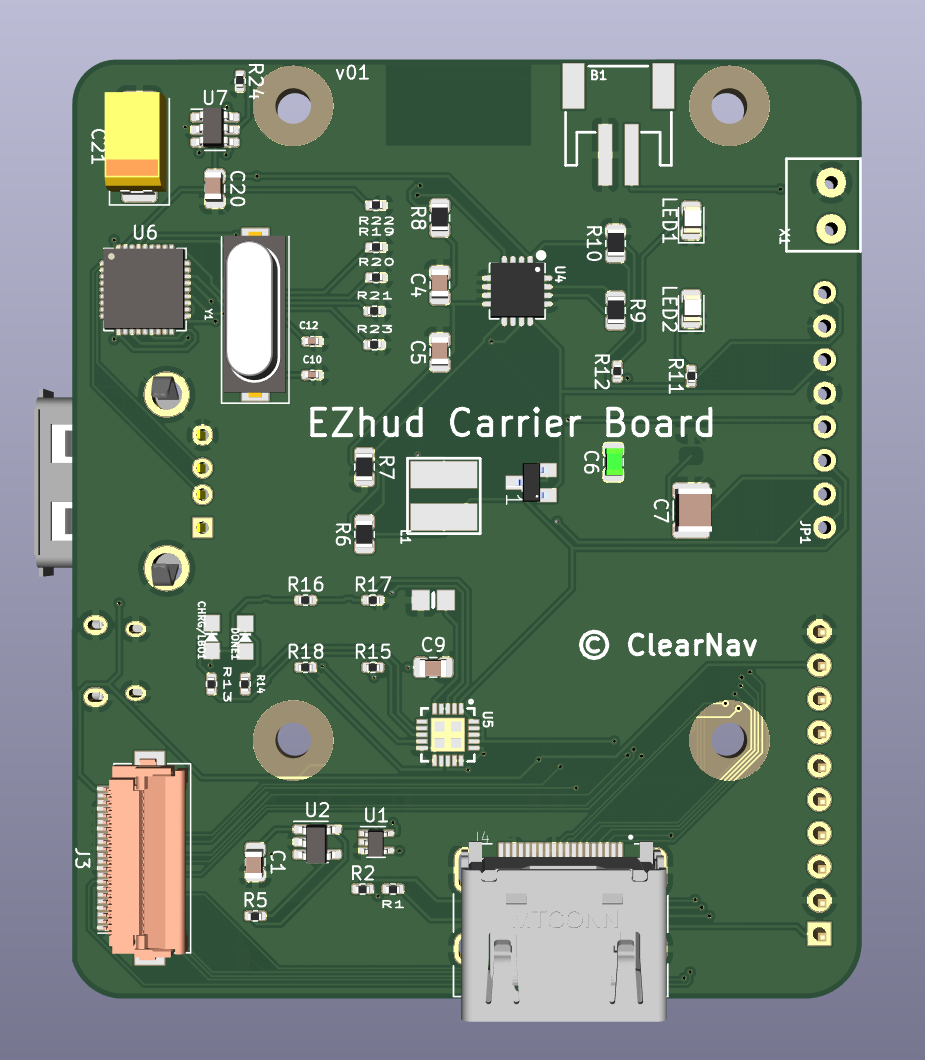 v01
B1
R24
U7
C21
C20
R22
R19
R8
LED1
X1
U6
R10
R20
U4
C4
R21
LED2
R9
Y1
C12
R23
C5
C10
R12
R11
EZhud Carrier Board
R7
C6
C7
1
R6
L1
JP1
R16
R17
CHRG/LBO1
DONE1
© ClearNav
C9
R18
R15
R13
R14
U5
U2
U1
J4
J3
C1
R2
R1
R5
MTCONN